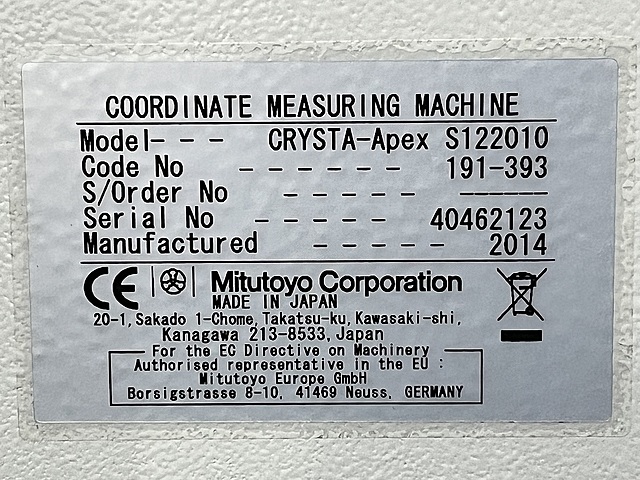 COORDINATE MEASURING MACHINE
Model- - - CRYSTA-Apex S122010
Code No - - - - - - 191-393
S/Order No - - - - - ------
Serial No - - - - - 40462123
Manufactured - - - - - 2014
CE Mitutoyo Corporation
MADE IN JAPAN
20-1, Sakado 1-Chome, Takatsu-ku, Kawasaki-shi,
Kanagawa 213-8533, Japan
For the EC Directive on Machinery
Authorised representative in the EU :
Mitutoyo Europe GmbH
Borsigstrasse 8-10, 41469 Neuss, GERMANY